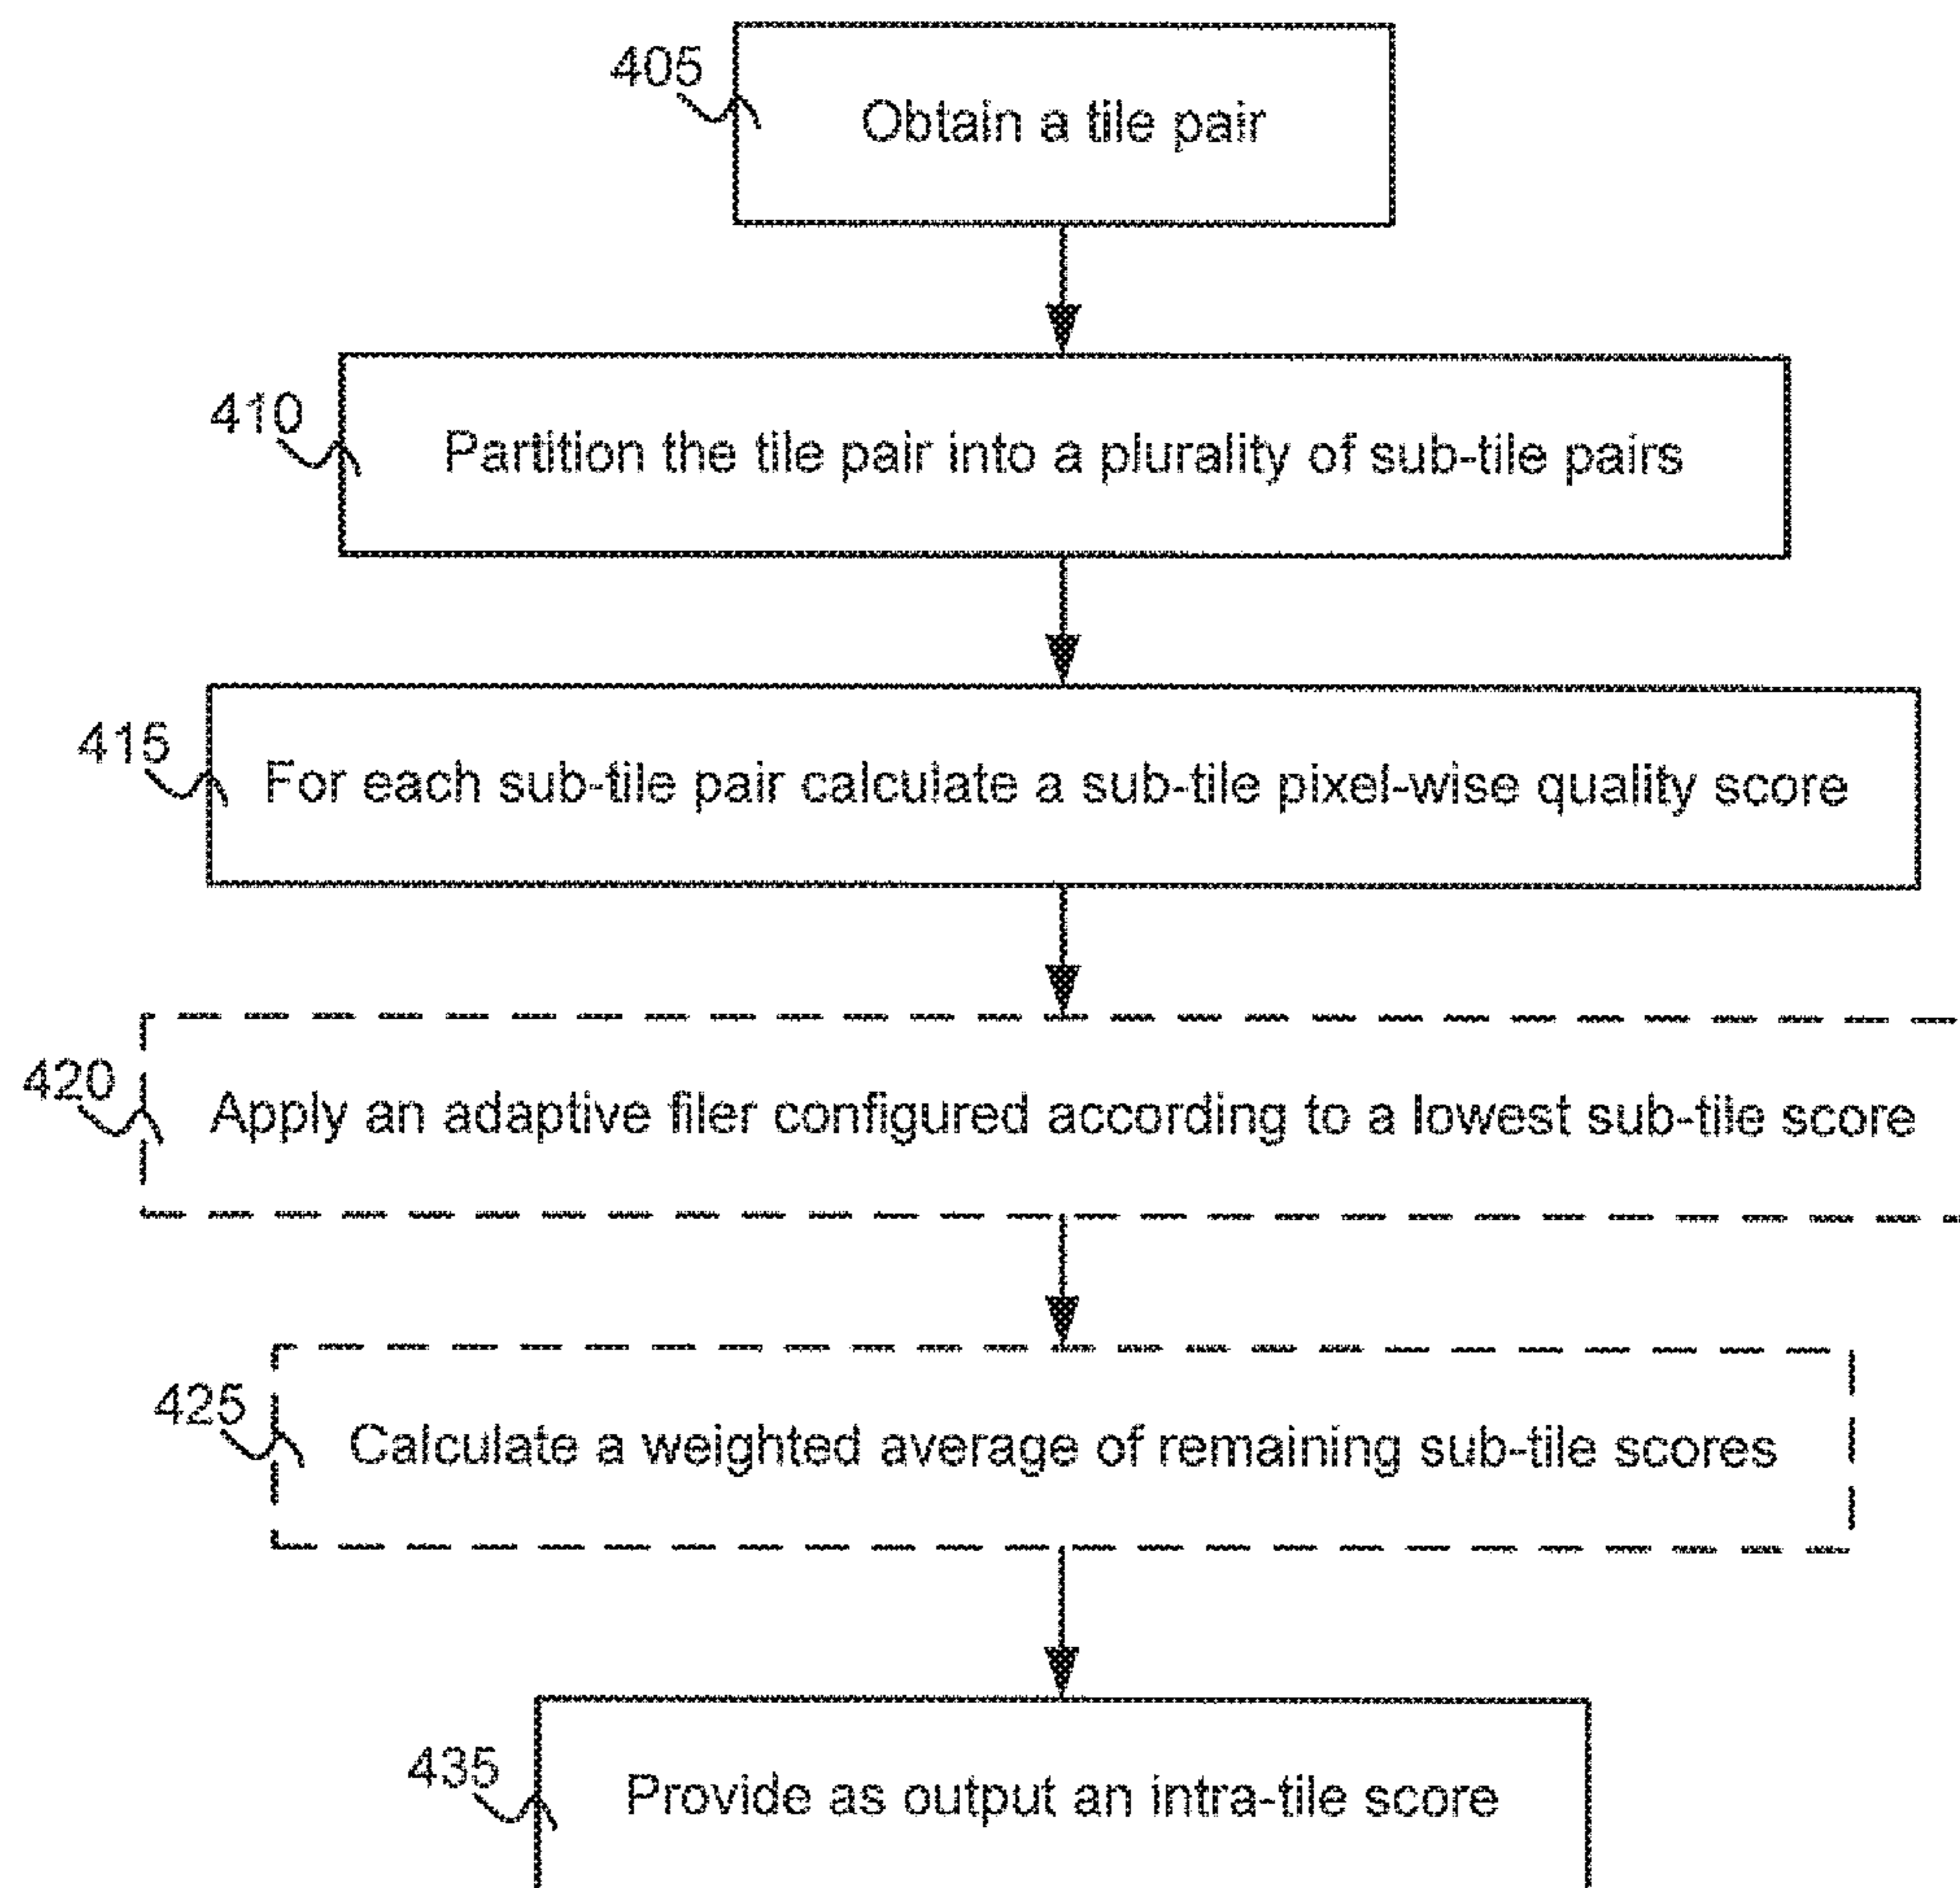 405
Obtain a tile pair
410
Partition the tile pair into a plurality of sub-tile pairs
415
For each sub-tile pair calculate a sub-tile pixel-wise quality score
420
Apply an adaptive filer configured according to a lowest sub-tile score
425
Calculate a weighted average of remaining sub-tile scores
435
Provide as output an intra-tile score